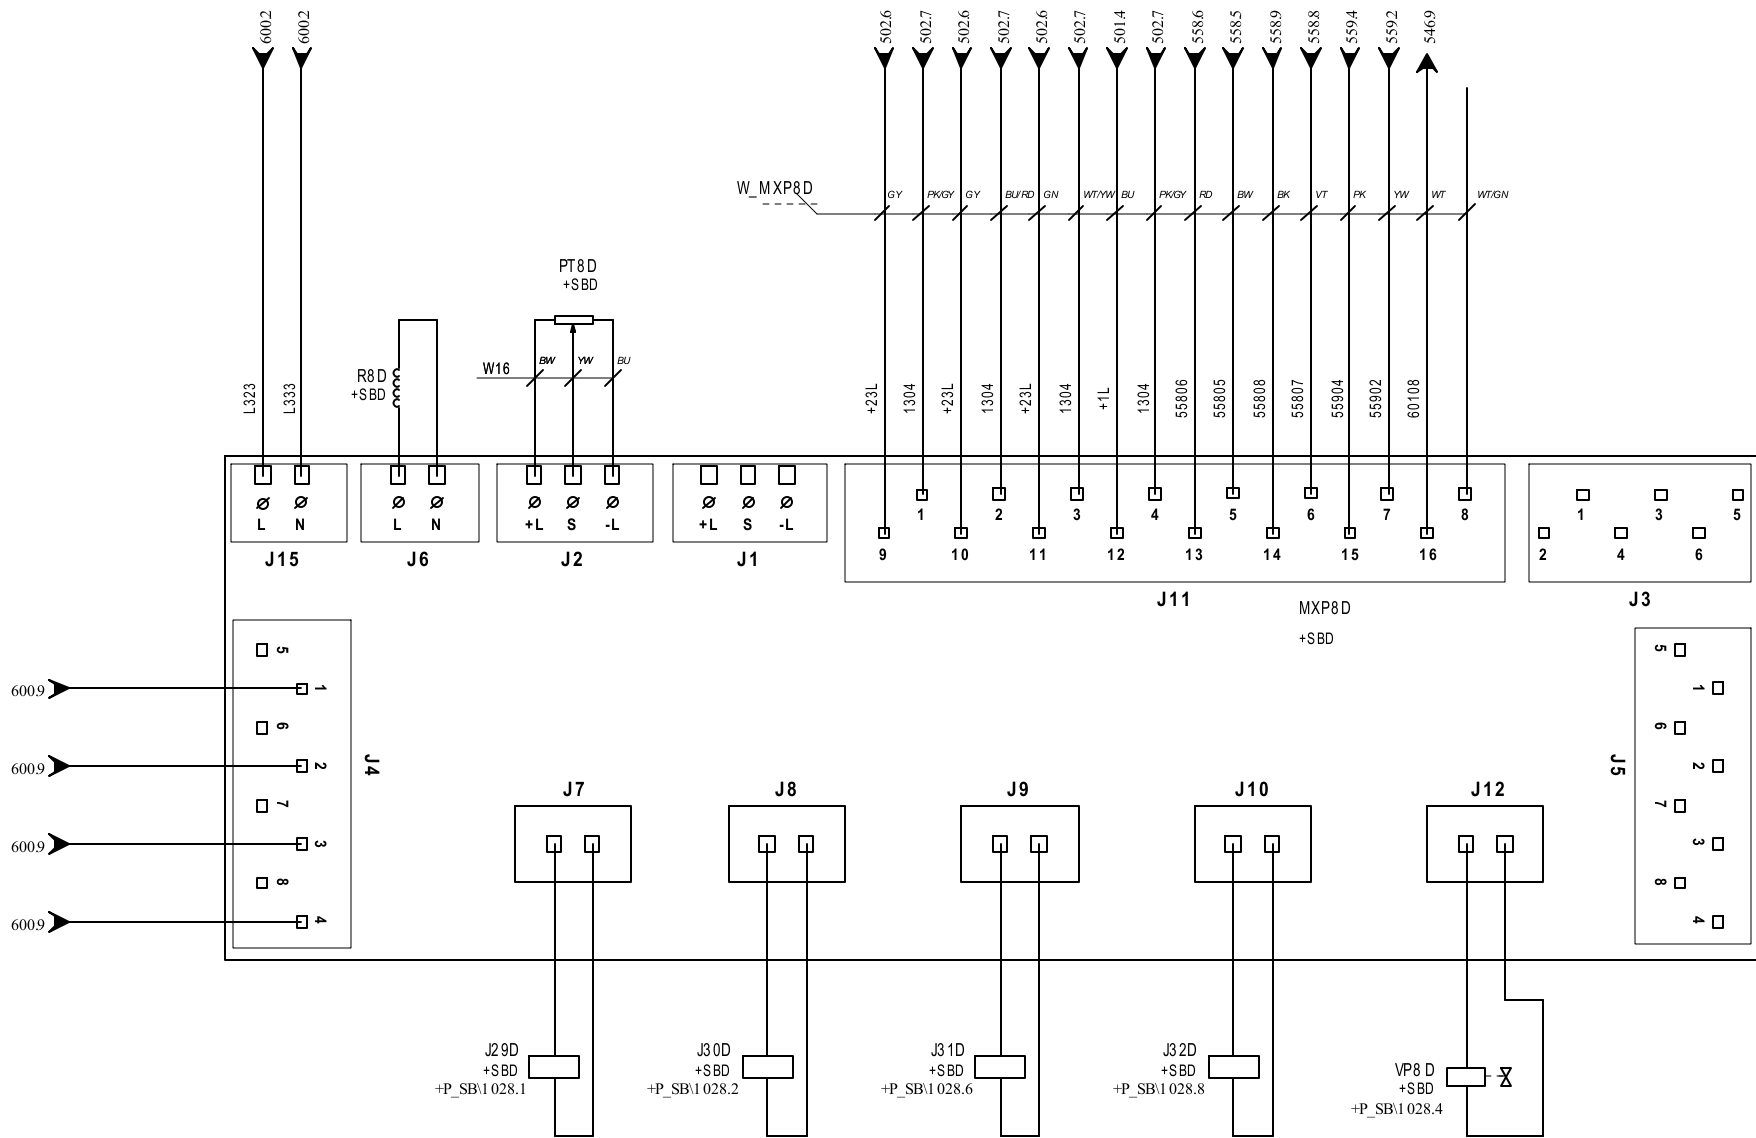 600.2 600.2 502.6 502.7 502.6 502.7 502.6 502.7 501.4 502.7 558.6 558.5 558.9 558.8 559.4 559.2 546.9
W_MXP8D GY PK/GY GY BU/RD GN WT/YW BU PK/GY RD BW BK VT PK YW WT WT/GN
PT8D
+SBD
W16 BW YW BU
R8D
+SBD
L323 L333 +23L 1304 +23L 1304 +23L 1304 +1L 1304 55806 55805 55808 55807 55904 55902 60108
1 2 3 4 5 6 7 8 1 3 5
L N L N +L S -L +L S -L
9 10 11 12 13 14 15 16 2 4 6
J15 J6 J2 J1
J11 J3
MXP8D
+SBD
5 5
600.9 1 1
6 6
600.9 2 J4 J5 2
J7 J8 J9 J10 J12
7 7
600.9 3 3
8 8
600.9 4 4
J29D J30D J31D J32D
+SBD +SBD +SBD +SBD
+P_SB\1028.1 +P_SB\1028.2 +P_SB\1028.6 +P_SB\1028.8
VP8D
+SBD
+P_SB\1028.4